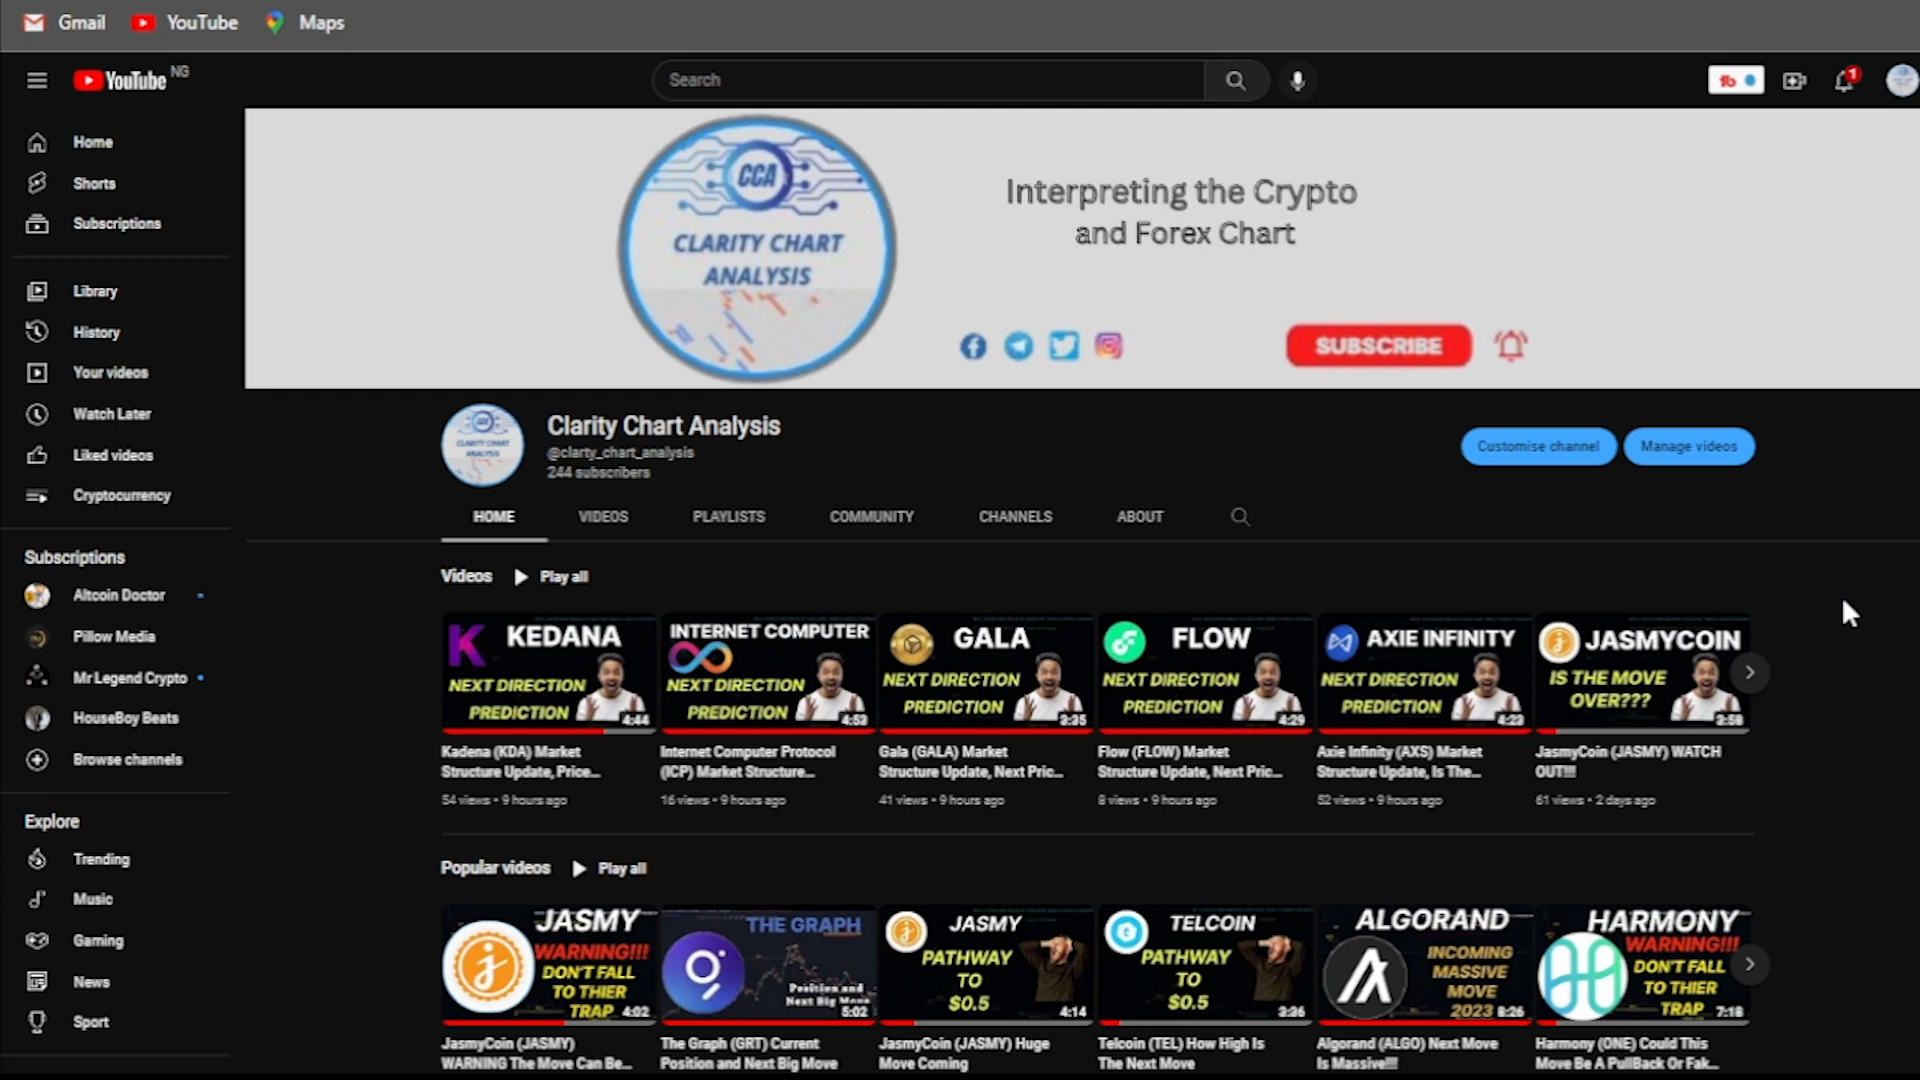 Gmail YouTube Maps
YouTube NG
Search
1
Home
Shorts
Subscriptions
Library
History
Your videos
Watch Later
Liked videos
Cryptocurrency
Subscriptions
Altcoin Doctor
Pillow Media
Mr Legend Crypto
HouseBoy Beats
Browse channels
Explore
Trending
Music
Gaming
News
Sport
CCA
CLARITY CHART
ANALYSIS
Interpreting the Crypto
and Forex Chart
SUBSCRIBE
CLARITY CHART
ANALYSIS
Clarity Chart Analysis
@clarty_chart_analysis
244 subscribers
Customise channel Manage videos
HOME VIDEOS PLAYLISTS COMMUNITY CHANNELS ABOUT
Videos Play all
KEDANA
NEXT DIRECTION
PREDICTION
4:44
Kadena (KDA) Market
Structure Update, Price...
54 views • 9 hours ago
INTERNET COMPUTER
NEXT DIRECTION
PREDICTION
4:53
Internet Computer Protocol
(ICP) Market Structure...
16 views • 9 hours ago
GALA
NEXT DIRECTION
PREDICTION
3:35
Gala (GALA) Market
Structure Update, Next Pric...
41 views • 9 hours ago
FLOW
NEXT DIRECTION
PREDICTION
4:29
Flow (FLOW) Market
Structure Update, Next Pric...
8 views • 9 hours ago
AXIE INFINITY
NEXT DIRECTION
PREDICTION
4:23
Axie Infinity (AXS) Market
Structure Update, Is The...
52 views • 9 hours ago
JASMYCOIN
IS THE MOVE
OVER???
3:58
JasmyCoin (JASMY) WATCH
OUT!!!
61 views • 2 days ago
Popular videos Play all
JASMY
WARNING!!!
DON'T FALL
TO THIER
TRAP
4:02
JasmyCoin (JASMY)
WARNING The Move Can Be...
THE GRAPH
Position and
Next Big Move
5:02
The Graph (GRT) Current
Position and Next Big Move
JASMY
PATHWAY
TO
$0.5
4:14
JasmyCoin (JASMY) Huge
Move Coming
TELCOIN
PATHWAY
TO
$0.5
3:36
Telcoin (TEL) How High Is
The Next Move
ALGORAND
INCOMING
MASSIVE
MOVE
2023
8:26
Algorand (ALGO) Next Move
Is Massive!!!
HARMONY
WARNING!!!
DON'T FALL
TO THIER
TRAP
7:18
Harmony (ONE) Could This
Move Be A PullBack Or Fak...